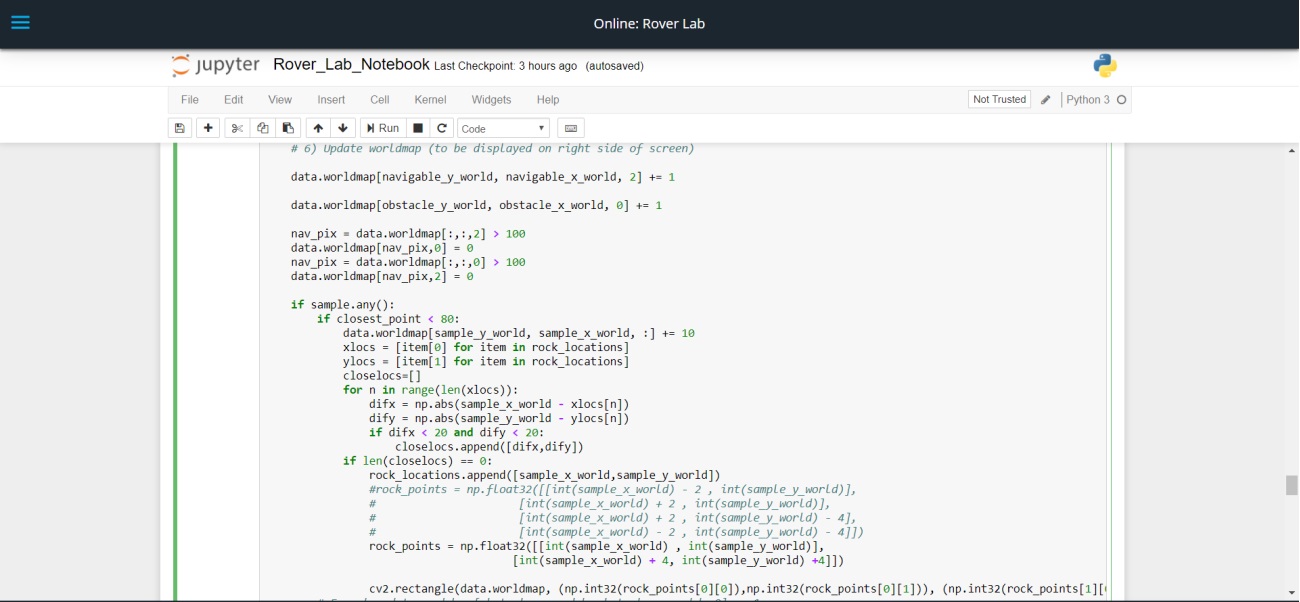 Online: Rover Lab
jupyter Rover_Lab_Notebook Last Checkpoint: 3 hours ago (autosaved)
File Edit View Insert Cell Kernel Widgets Help Not Trusted Python 3
Run Code
# 6) Update worldmap (to be displayed on right side of screen)
data.worldmap[navigable_y_world, navigable_x_world, 2] += 1
data.worldmap[obstacle_y_world, obstacle_x_world, 0] += 1
nav_pix = data.worldmap[:,:,2] > 100
data.worldmap[nav_pix,0] = 0
nav_pix = data.worldmap[:,:,0] > 100
data.worldmap[nav_pix,2] = 0
if sample.any():
if closest_point < 80:
data.worldmap[sample_y_world, sample_x_world, :] += 10
xlocs = [item[0] for item in rock_locations]
ylocs = [item[1] for item in rock_locations]
closelocs=[]
for n in range(len(xlocs)):
difx = np.abs(sample_x_world - xlocs[n])
dify = np.abs(sample_y_world - ylocs[n])
if difx < 20 and dify < 20:
closelocs.append([difx,dify])
if len(closelocs) == 0:
rock_locations.append([sample_x_world,sample_y_world])
#rock_points = np.float32([[int(sample_x_world) - 2 , int(sample_y_world)],
# [int(sample_x_world) + 2 , int(sample_y_world)],
# [int(sample_x_world) + 2 , int(sample_y_world) - 4],
# [int(sample_x_world) - 2 , int(sample_y_world) - 4]])
rock_points = np.float32([[int(sample_x_world) , int(sample_y_world)],
[int(sample_x_world) + 4, int(sample_y_world) +4]])
cv2.rectangle(data.worldmap, (np.int32(rock_points[0][0]),np.int32(rock_points[0][1])), (np.int32(rock_points[1][